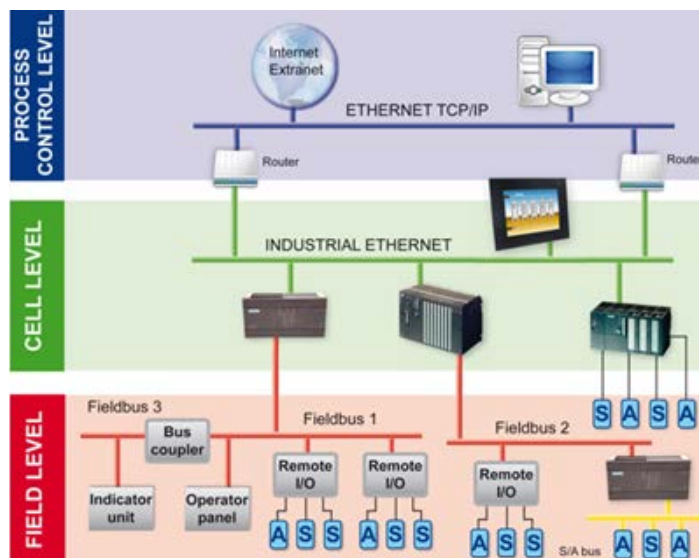 PROCESS
CONTROL LEVEL
Internet
Extranet
ETHERNET TCP/IP
Router
Router
CELL LEVEL
INDUSTRIAL ETHERNET
S A S A
FIELD LEVEL
Fieldbus 3
Bus
coupler
Fieldbus 1
Fieldbus 2
Indicator
unit
Operator
panel
Remote
I/O
Remote
I/O
Remote
I/O
A S S
A S S
A S S
S/A bus
A S A